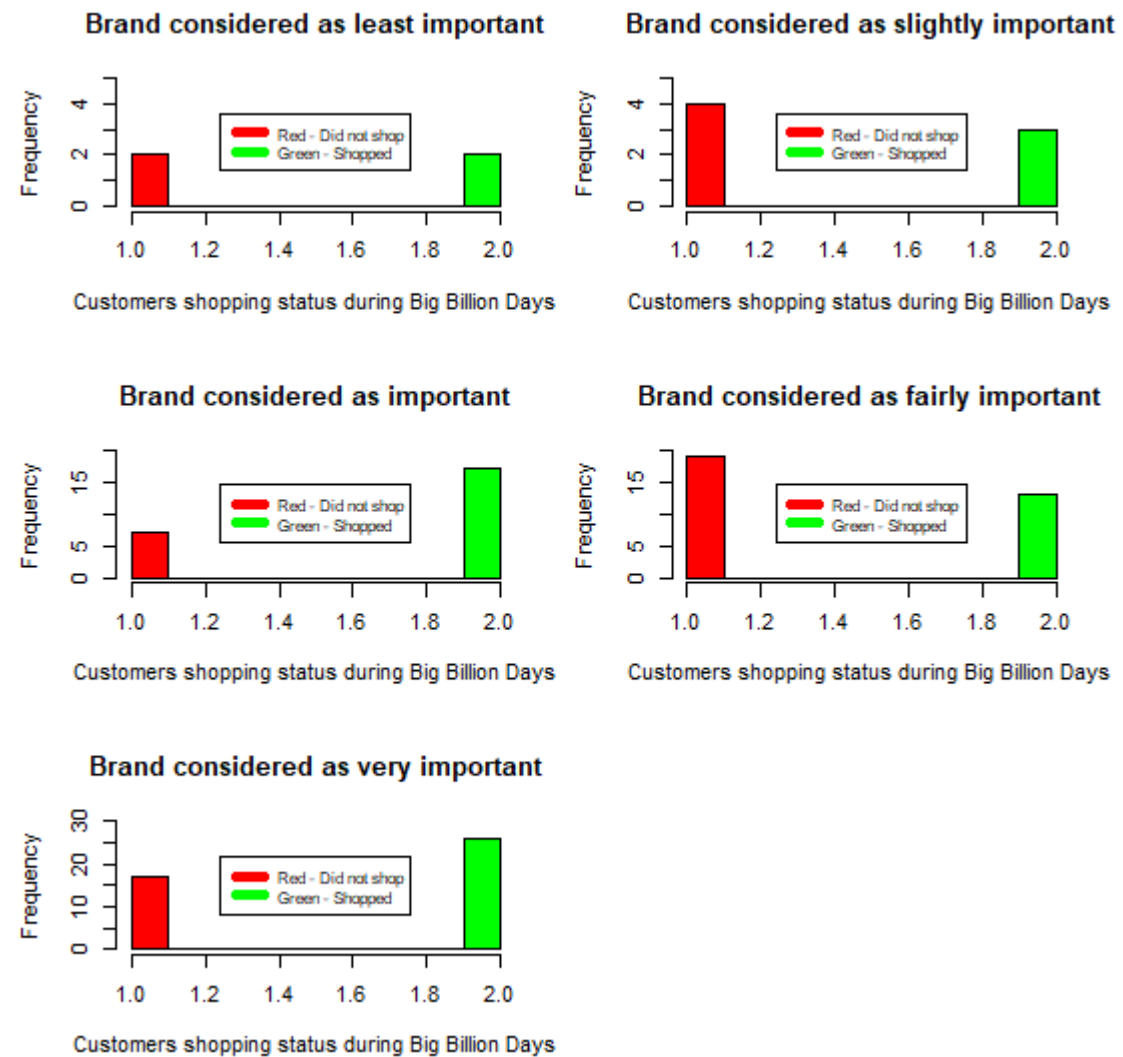 Brand considered as least important
Frequency
4
2
0
Red - Did not shop
Green - Shopped
1.0 1.2 1.4 1.6 1.8 2.0
Customers shopping status during Big Billion Days
Brand considered as slightly important
Frequency
4
2
0
Red - Did not shop
Green - Shopped
1.0 1.2 1.4 1.6 1.8 2.0
Customers shopping status during Big Billion Days
Brand considered as important
Frequency
15
5
0
Red - Did not shop
Green - Shopped
1.0 1.2 1.4 1.6 1.8 2.0
Customers shopping status during Big Billion Days
Brand considered as fairly important
Frequency
15
5
0
Red - Did not shop
Green - Shopped
1.0 1.2 1.4 1.6 1.8 2.0
Customers shopping status during Big Billion Days
Brand considered as very important
Frequency
30
20
10
0
Red - Did not shop
Green - Shopped
1.0 1.2 1.4 1.6 1.8 2.0
Customers shopping status during Big Billion Days